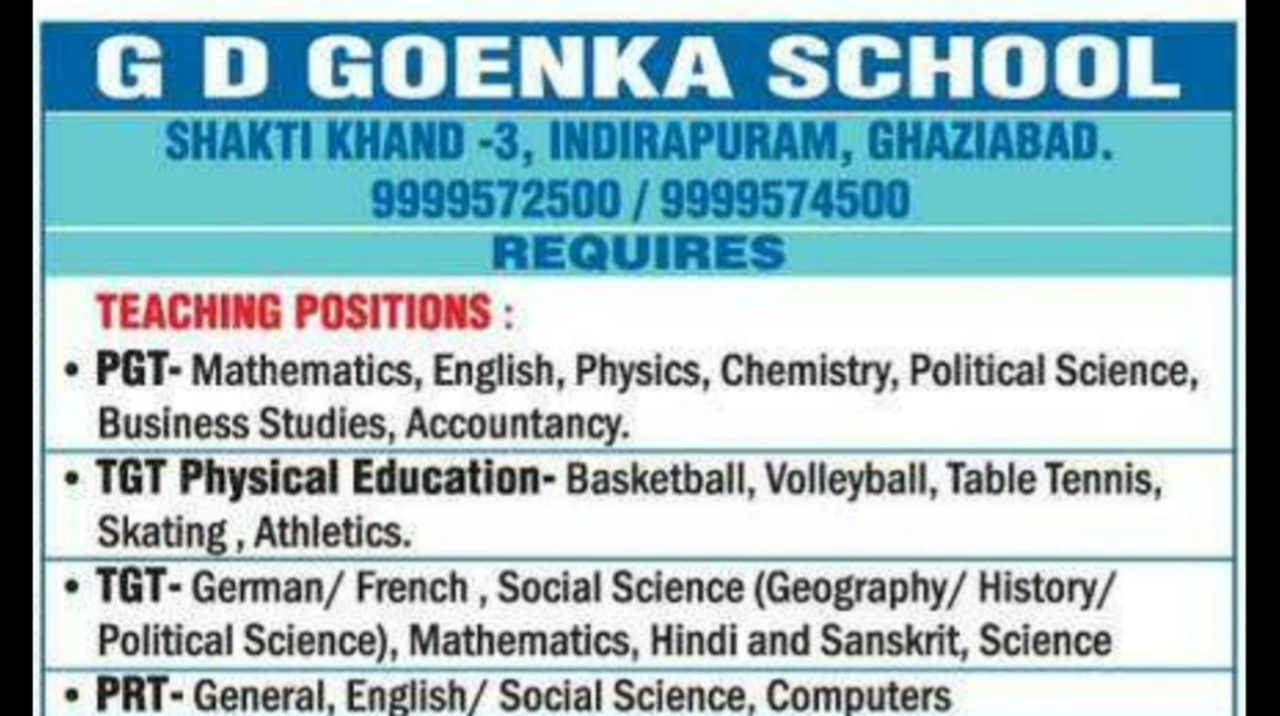 G D GOENKA SCHOOL
SHAKTI KHAND -3, INDIRAPURAM, GHAZIABAD.
9999572500 / 9999574500
REQUIRES
TEACHING POSITIONS :
• PGT- Mathematics, English, Physics, Chemistry, Political Science,
Business Studies, Accountancy.
• TGT Physical Education- Basketball, Volleyball, Table Tennis,
Skating , Athletics.
• TGT- German/ French , Social Science (Geography/ History/
Political Science), Mathematics, Hindi and Sanskrit, Science
• PRT- General, English/ Social Science, Computers